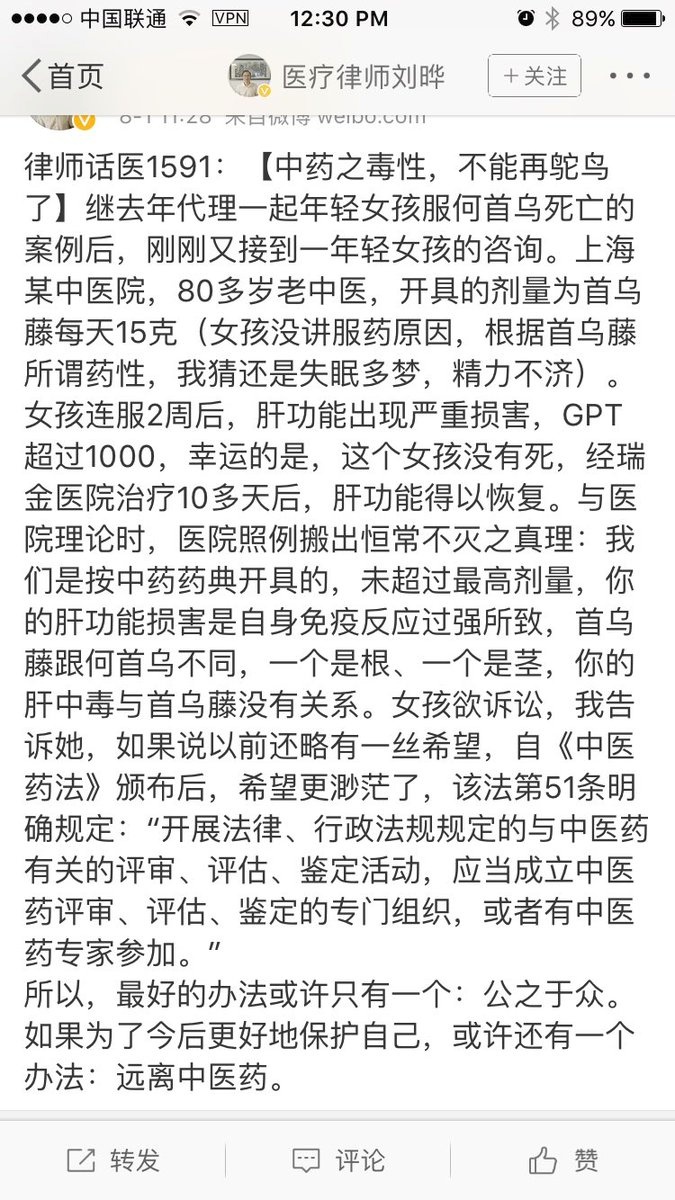 中国联通 VPN 12:30 PM 89%
首页 医疗律师刘晔 +关注
8-1 11:28 来自微博 weibo.com
律师话医1591：【中药之毒性，不能再鸵鸟
了】继去年代理一起年轻女孩服何首乌死亡的
案例后，刚刚又接到一年轻女孩的咨询。上海
某中医院，80多岁老中医，开具的剂量为首乌
藤每天15克（女孩没讲服药原因，根据首乌藤
所谓药性，我猜还是失眠多梦，精力不济）。
女孩连服2周后，肝功能出现严重损害，GPT
超过1000，幸运的是，这个女孩没有死，经瑞
金医院治疗10多天后，肝功能得以恢复。与医
院理论时，医院照例搬出恒常不灭之真理：我
们是按中药药典开具的，未超过最高剂量，你
的肝功能损害是自身免疫反应过强所致，首乌
藤跟何首乌不同，一个是根、一个是茎，你的
肝中毒与首乌藤没有关系。女孩欲诉讼，我告
诉她，如果说以前还略有一丝希望，自《中医
药法》颁布后，希望更渺茫了，该法第51条明
确规定：“开展法律、行政法规规定的与中医药
有关的评审、评估、鉴定活动，应当成立中医
药评审、评估、鉴定的专门组织，或者有中医
药专家参加。”
所以，最好的办法或许只有一个：公之于众。
如果为了今后更好地保护自己，或许还有一个
办法：远离中医药。
转发 评论 赞